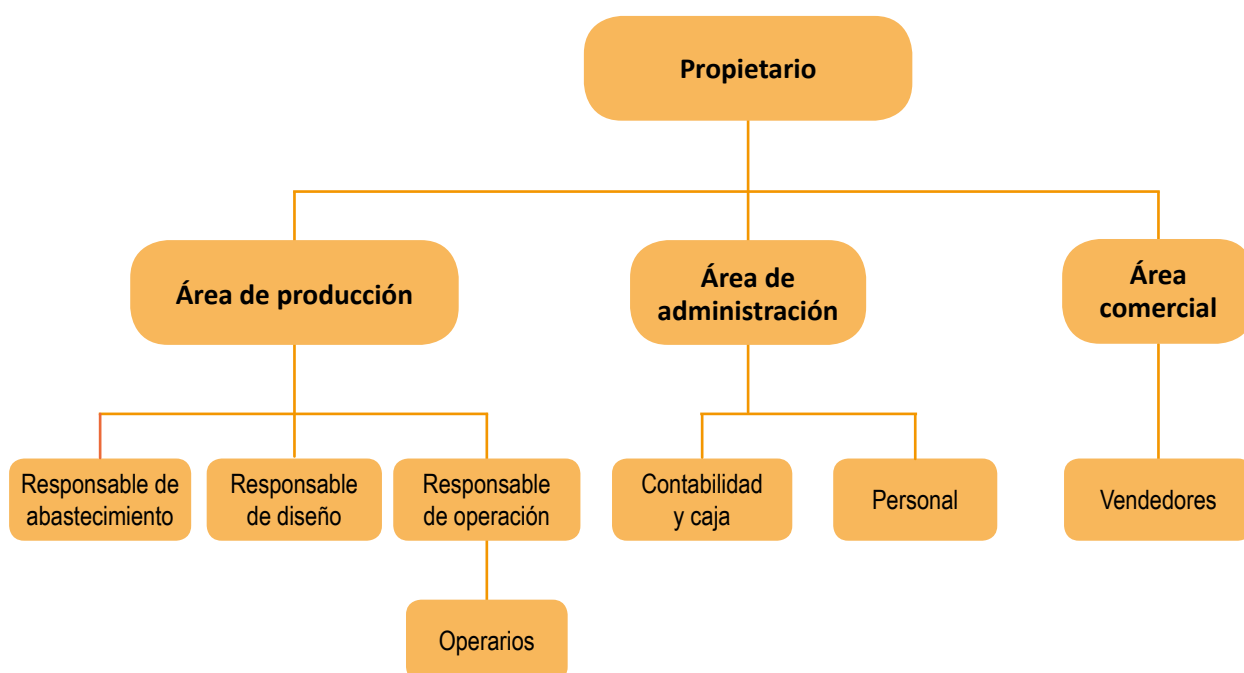 Propietario
Área de producción
Área de
administración
Área
comercial
Responsable de
abastecimiento
Responsable
de diseño
Responsable
de operación
Contabilidad
y caja
Personal
Vendedores
Operarios